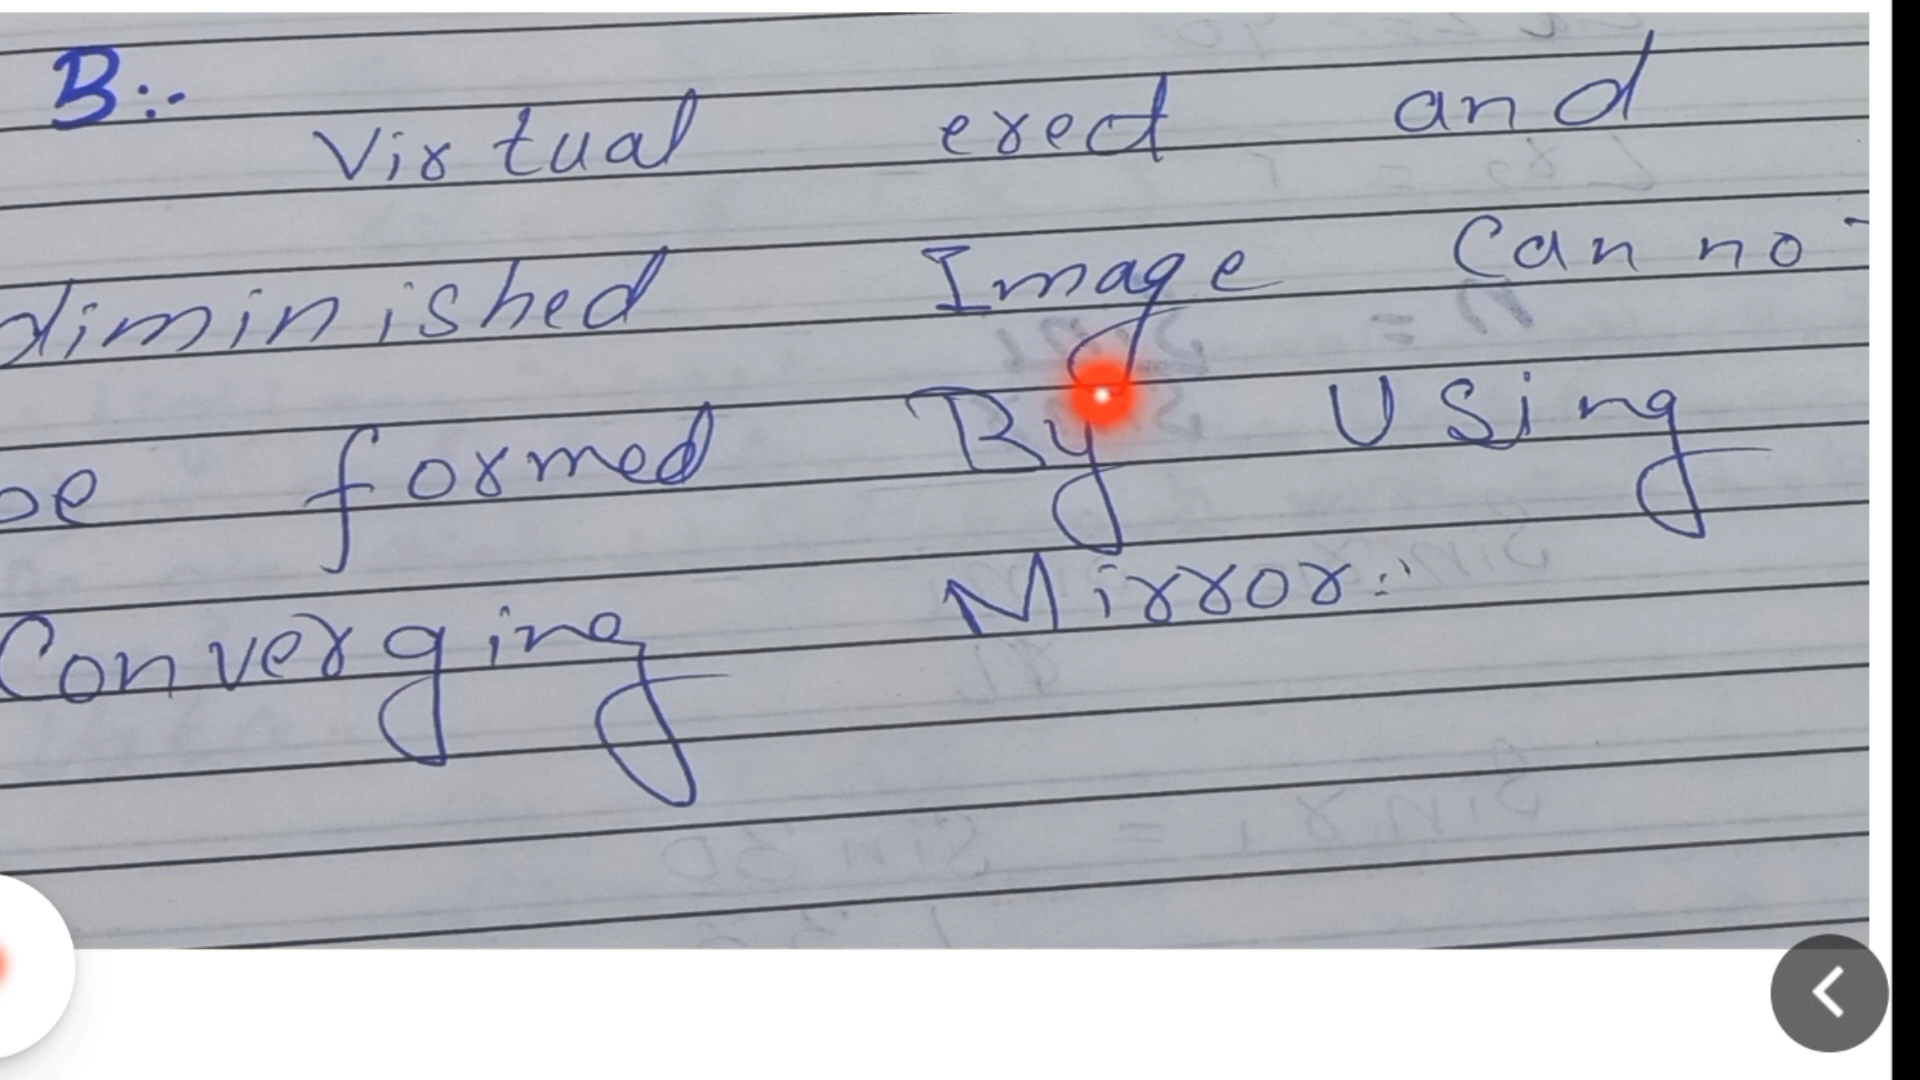 B:-
Virtual erect and
diminished Image Can no
be formed By Using
Converging Mirror: